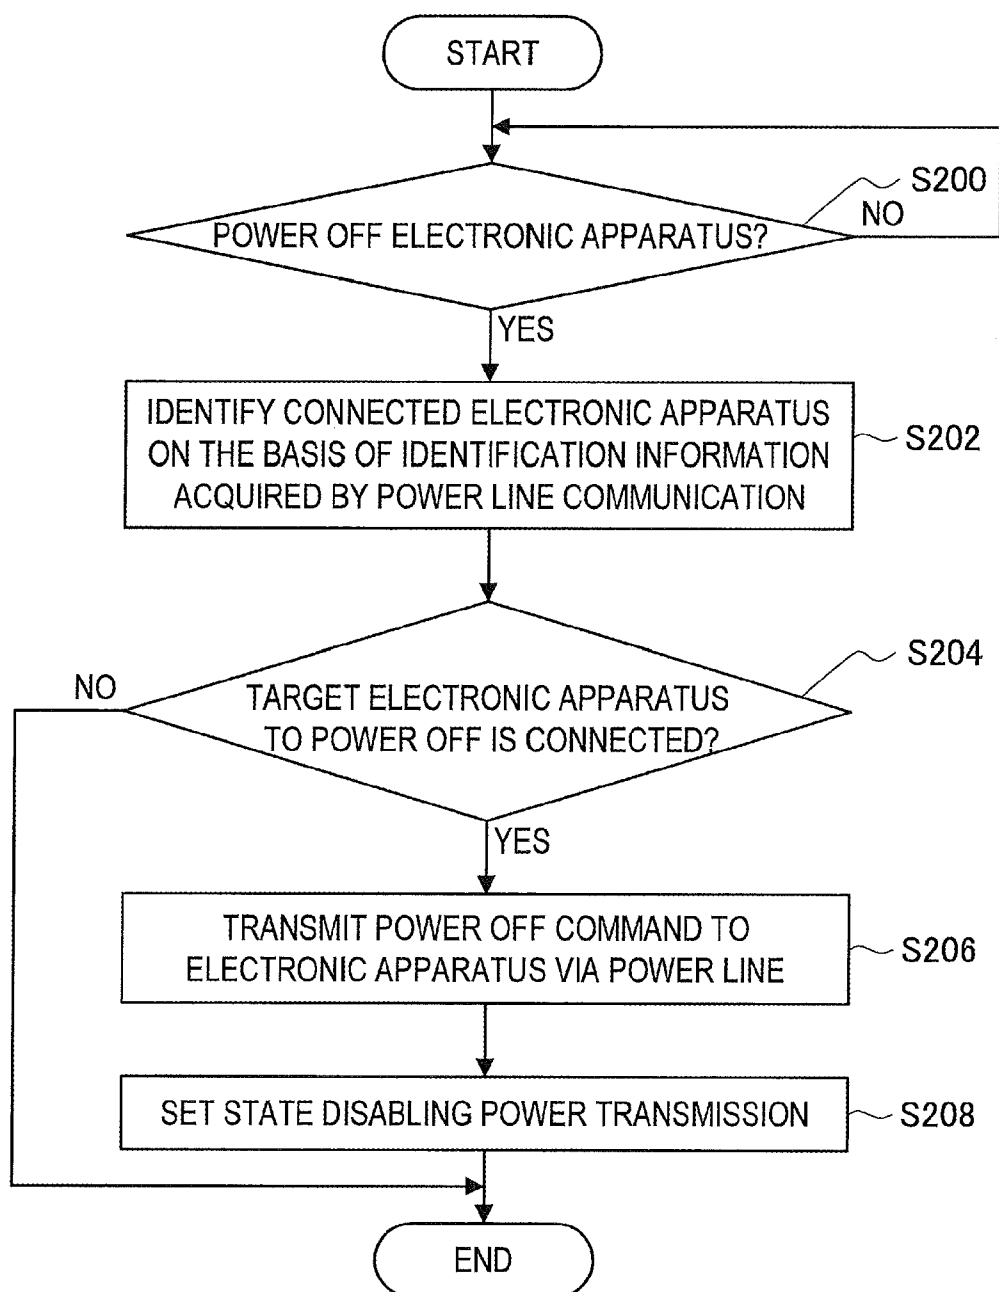 START
S200
POWER OFF ELECTRONIC APPARATUS?
NO
YES
IDENTIFY CONNECTED ELECTRONIC APPARATUS
ON THE BASIS OF IDENTIFICATION INFORMATION
ACQUIRED BY POWER LINE COMMUNICATION
S202
S204
NO
TARGET ELECTRONIC APPARATUS
TO POWER OFF IS CONNECTED?
YES
TRANSMIT POWER OFF COMMAND TO
ELECTRONIC APPARATUS VIA POWER LINE
S206
SET STATE DISABLING POWER TRANSMISSION
S208
END